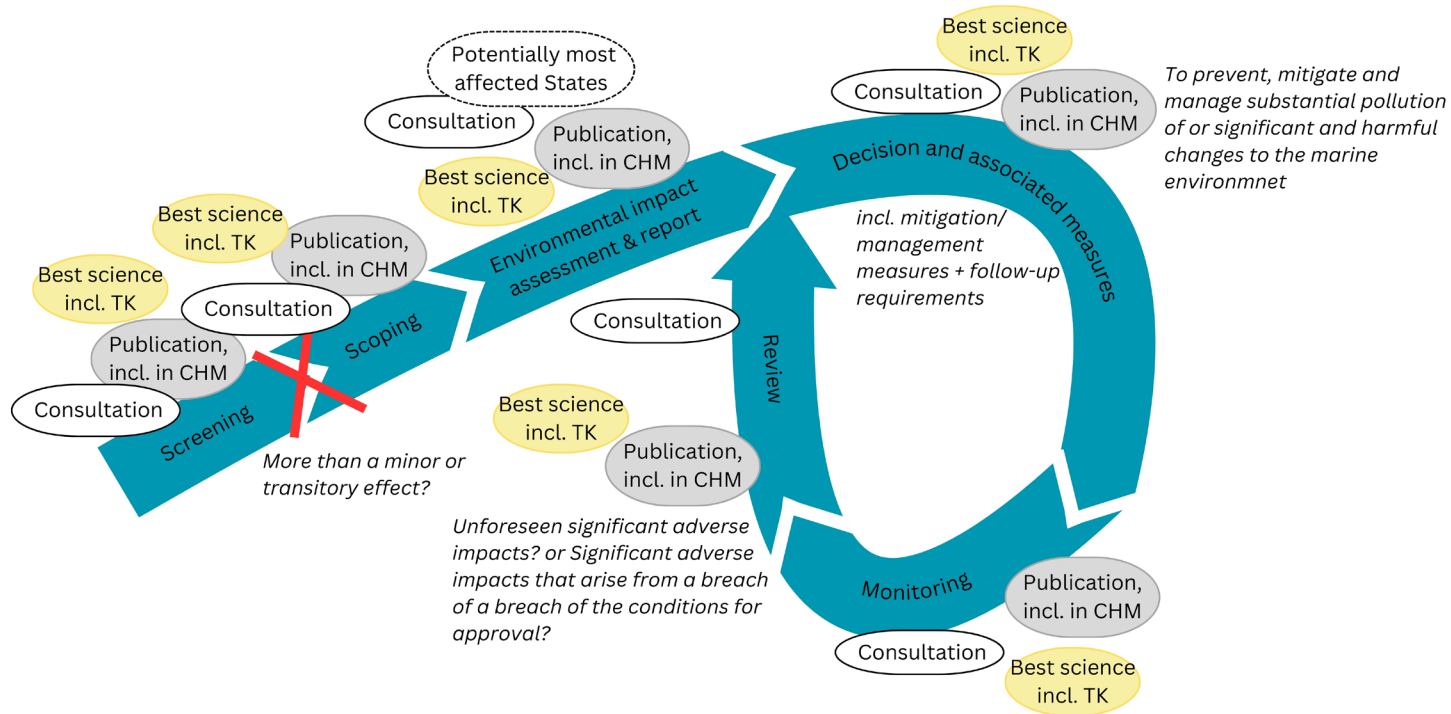 Best science
incl. TK
Publication,
incl. in CHM
Consultation
Screening
More than a minor or
transitory effect?
Best science
incl. TK
Publication,
incl. in CHM
Consultation
Scoping
Potentially most
affected States
Consultation
Publication,
incl. in CHM
Best science
incl. TK
Environmental impact
assessment & report
Best science
incl. TK
Consultation
Publication,
incl. in CHM
To prevent, mitigate and
manage substantial pollution
of or significant and harmful
changes to the marine
environmnet
Decision and associated measures
incl. mitigation/
management
measures + follow-up
requirements
Monitoring
Publication,
incl. in CHM
Consultation
Best science
incl. TK
Consultation
Review
Best science
incl. TK
Publication,
incl. in CHM
Unforeseen significant adverse
impacts? or Significant adverse
impacts that arise from a breach
of a breach of the conditions for
approval?